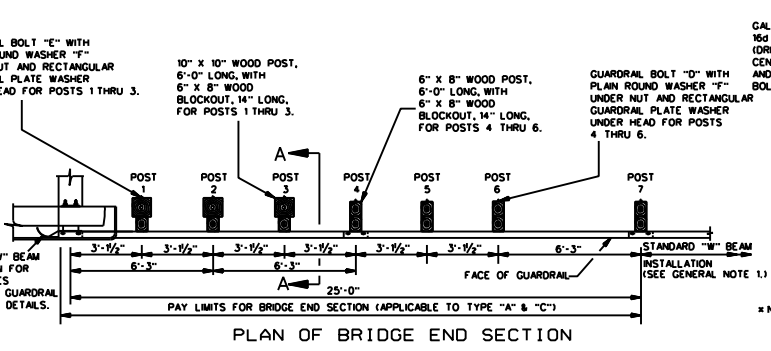 L BOLT "E" WITH
UND WASHER "F"
UT AND RECTANGULAR
L PLATE WASHER
EAD FOR POSTS 1 THRU 3.
10" X 10" WOOD POST,
6'-0" LONG, WITH
6" X 8" WOOD
BLOCKOUT, 14" LONG,
FOR POSTS 1 THRU 3.
6" X 8" WOOD POST,
6'-0" LONG, WITH
6" X 8" WOOD
BLOCKOUT, 14" LONG,
FOR POSTS 4 THRU 6.
GUARDRAIL BOLT "D" WITH
PLAIN ROUND WASHER "F"
UNDER NUT AND RECTANGULAR
GUARDRAIL PLATE WASHER
UNDER HEAD FOR POSTS
4 THRU 6.
GAL
16d
(DRI
CEN
AND
BOL
A
POST 1
POST 2
POST 3
POST 4
POST 5
POST 6
POST 7
3'-1½" 3'-1½" 3'-1½" 3'-1½" 3'-1½" 3'-1½" 6'-3"
6'-3" 6'-3"
A
W" BEAM
N FOR
ES
GUARDRAIL
DETAILS.
FACE OF GUARDRAIL
STANDARD "W" BEAM
INSTALLATION
(SEE GENERAL NOTE 1.)
25'-0"
PAY LIMITS FOR BRIDGE END SECTION (APPLICABLE TO TYPE "A" & "C")
* N
PLAN OF BRIDGE END SECTION